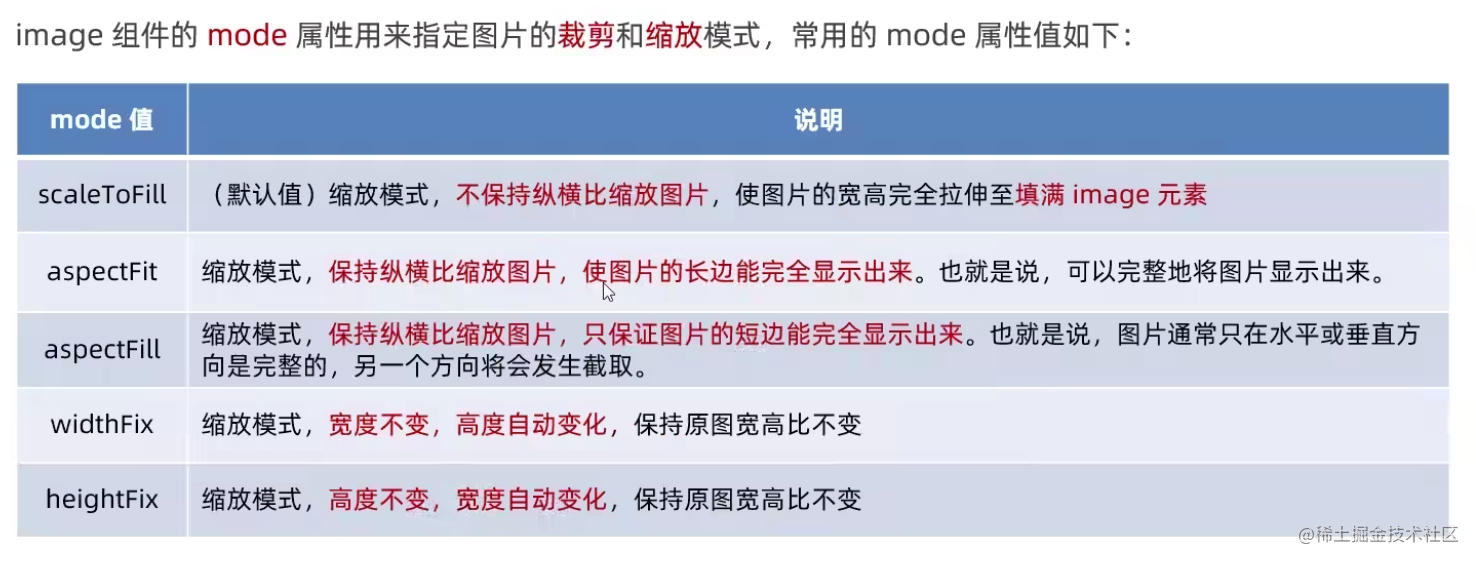 image 组件的 mode 属性用来指定图片的裁剪和缩放模式，常用的 mode 属性值如下：
mode 值 说明
scaleToFill （默认值）缩放模式，不保持纵横比缩放图片，使图片的宽高完全拉伸至填满 image 元素
aspectFit 缩放模式，保持纵横比缩放图片，使图片的长边能完全显示出来。也就是说，可以完整地将图片显示出来。
aspectFill 缩放模式，保持纵横比缩放图片，只保证图片的短边能完全显示出来。也就是说，图片通常只在水平或垂直方
向是完整的，另一个方向将会发生截取。
widthFix 缩放模式，宽度不变，高度自动变化，保持原图宽高比不变
heightFix 缩放模式，高度不变，宽度自动变化，保持原图宽高比不变
@稀土掘金技术社区